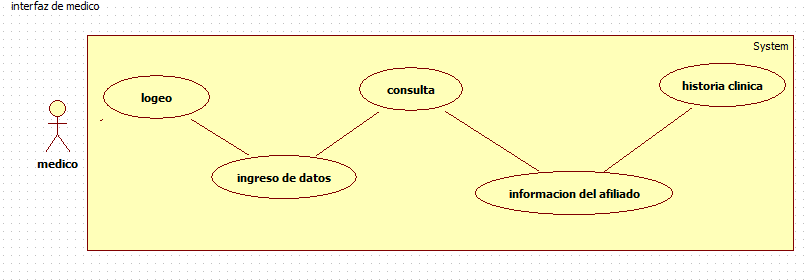 interfaz de medico
System
logeo
consulta
historia clinica
medico
ingreso de datos
informacion del afiliado